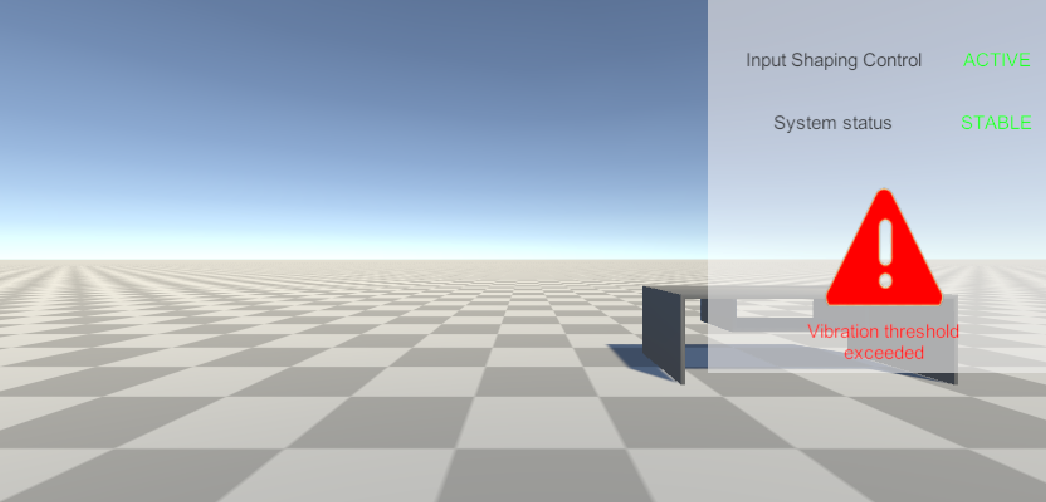 Input Shaping Control ACTIVE
System status STABLE
Vibration threshold
exceeded